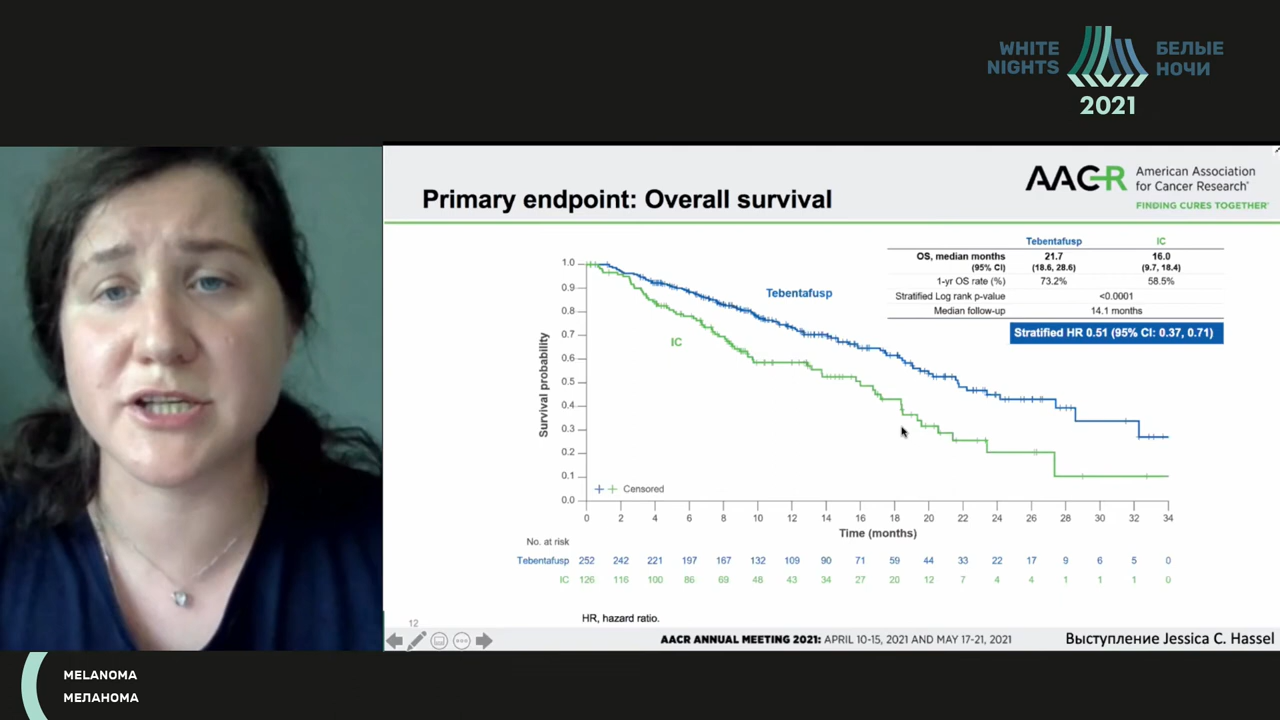 WHITE NIGHTS
БЕЛЫЕ НОЧИ
2021
Primary endpoint: Overall survival
AACR American Association
for Cancer Research®
FINDING CURES TOGETHER®
Tebentafusp IC
OS, median months 21.7 16.0
(95% CI) (18.6, 28.6) (9.7, 18.4)
1-yr OS rate (%) 73.2% 58.5%
Stratified Log rank p-value <0.0001
Median follow-up 14.1 months
Stratified HR 0.51 (95% CI: 0.37, 0.71)
Survival probability
1.0
0.9
0.8
0.7
0.6
0.5
0.4
0.3
0.2
0.1
0.0
Tebentafusp
IC
Censored
0 2 4 6 8 10 12 14 16 18 20 22 24 26 28 30 32 34
Time (months)
No. at risk
Tebentafusp 252 242 221 197 167 132 109 90 71 59 44 33 22 17 9 6 5 0
IC 126 116 100 86 69 48 43 34 27 20 12 7 4 4 1 1 1 0
HR, hazard ratio.
12
AACR ANNUAL MEETING 2021: APRIL 10-15, 2021 AND MAY 17-21, 2021
Выступление Jessica C. Hassel
MELANOMA
МЕЛАНОМА